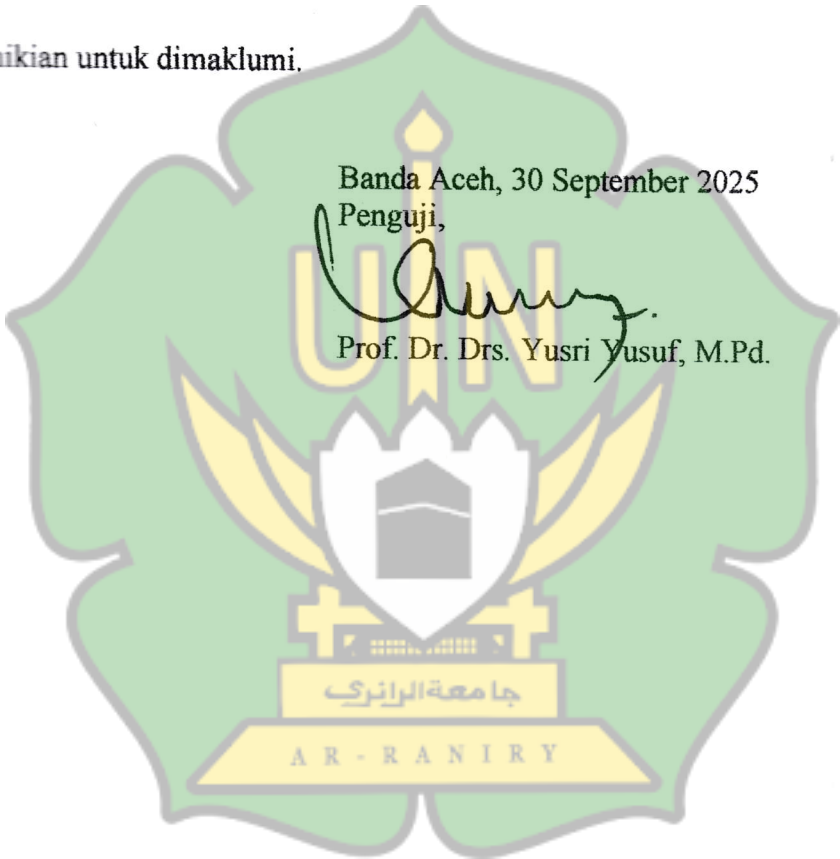 ikian untuk dimaklumi.
Banda Aceh, 30 September 2025
Penguji,
Prof. Dr. Drs. Yusri Yusuf, M.Pd.
UIN
جامعة الرانري
AR-RANIRY